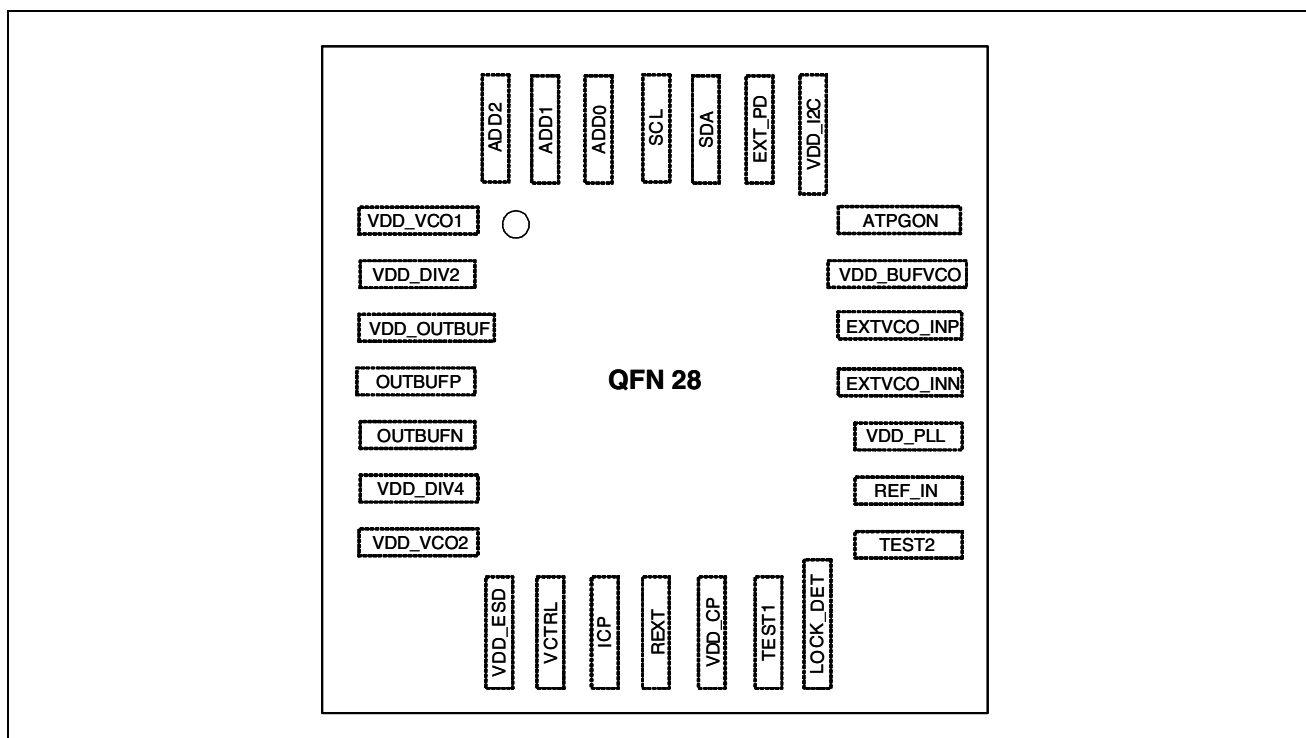 ADD2
ADD1
ADD0
SCL
SDA
EXT_PD
VDD_I2C
VDD_VCO1
VDD_DIV2
VDD_OUTBUF
OUTBUFP
OUTBUFN
VDD_DIV4
VDD_VCO2
QFN 28
ATPGON
VDD_BUFVCO
EXTVCO_INP
EXTVCO_INN
VDD_PLL
REF_IN
TEST2
VDD_ESD
VCTRL
ICP
REXT
VDD_CP
TEST1
LOCK_DET